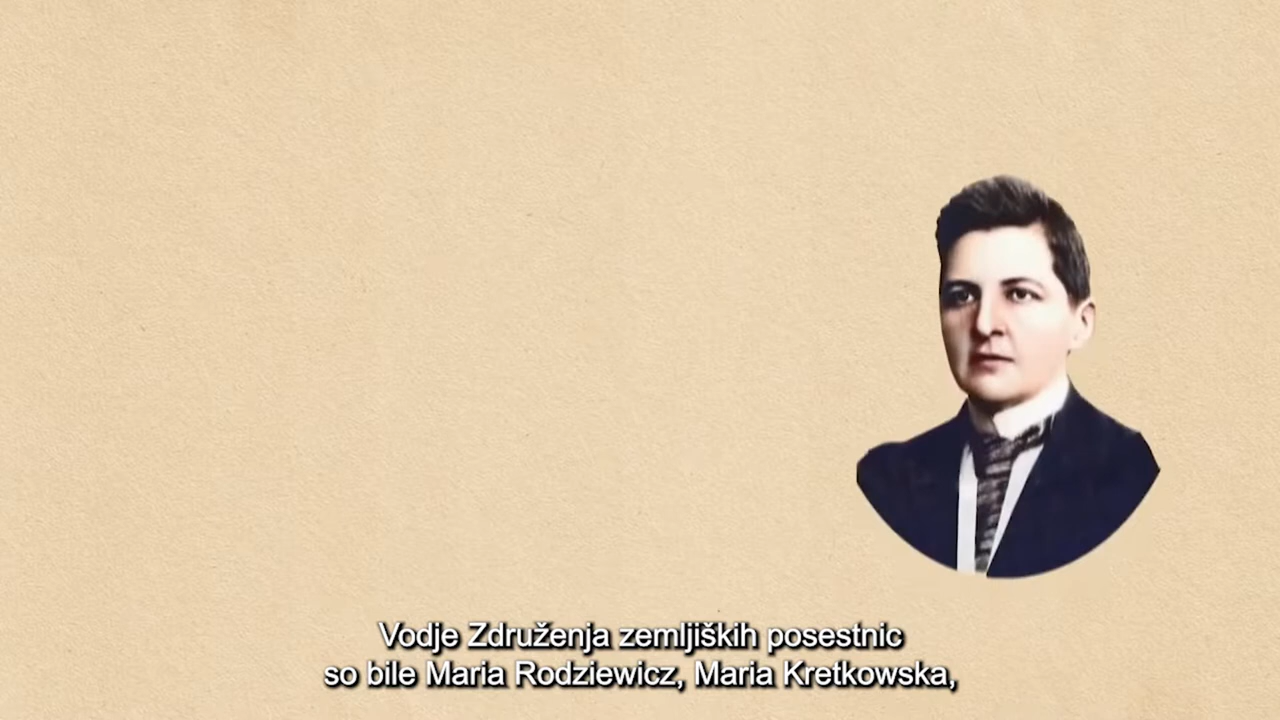 Vodje Združenja zemljiških posestnic
so bile Maria Rodziewicz, Maria Kretkowska,